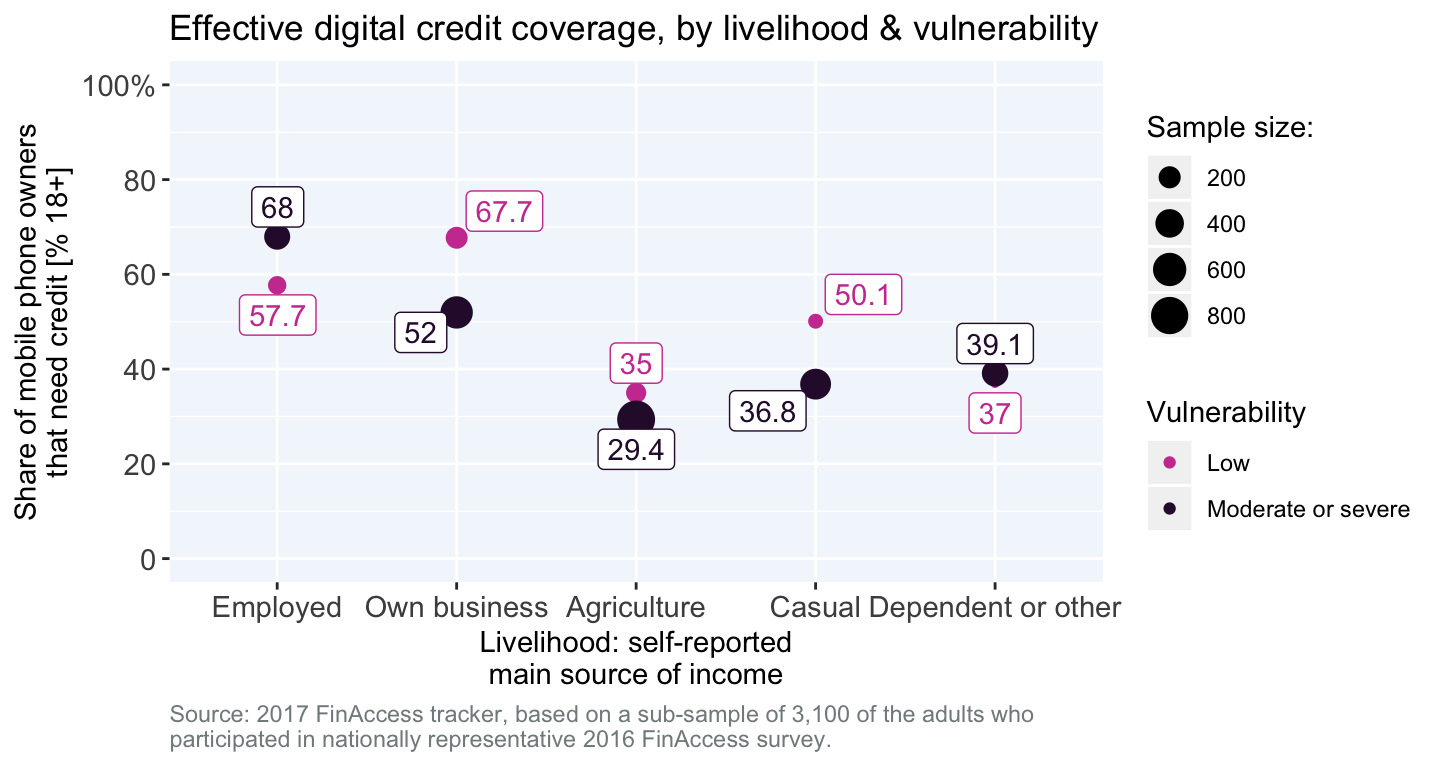 Effective digital credit coverage, by livelihood & vulnerability
Share of mobile phone owners
that need credit [% 18+]
100%
80
60
40
20
0
68
57.7
67.7
52
35
29.4
50.1
36.8
39.1
37
Employed
Own business
Agriculture
Casual
Dependent or other
Livelihood: self-reported
main source of income
Sample size:
200
400
600
800
Vulnerability
Low
Moderate or severe
Source: 2017 FinAccess tracker, based on a sub-sample of 3,100 of the adults who
participated in nationally representative 2016 FinAccess survey.